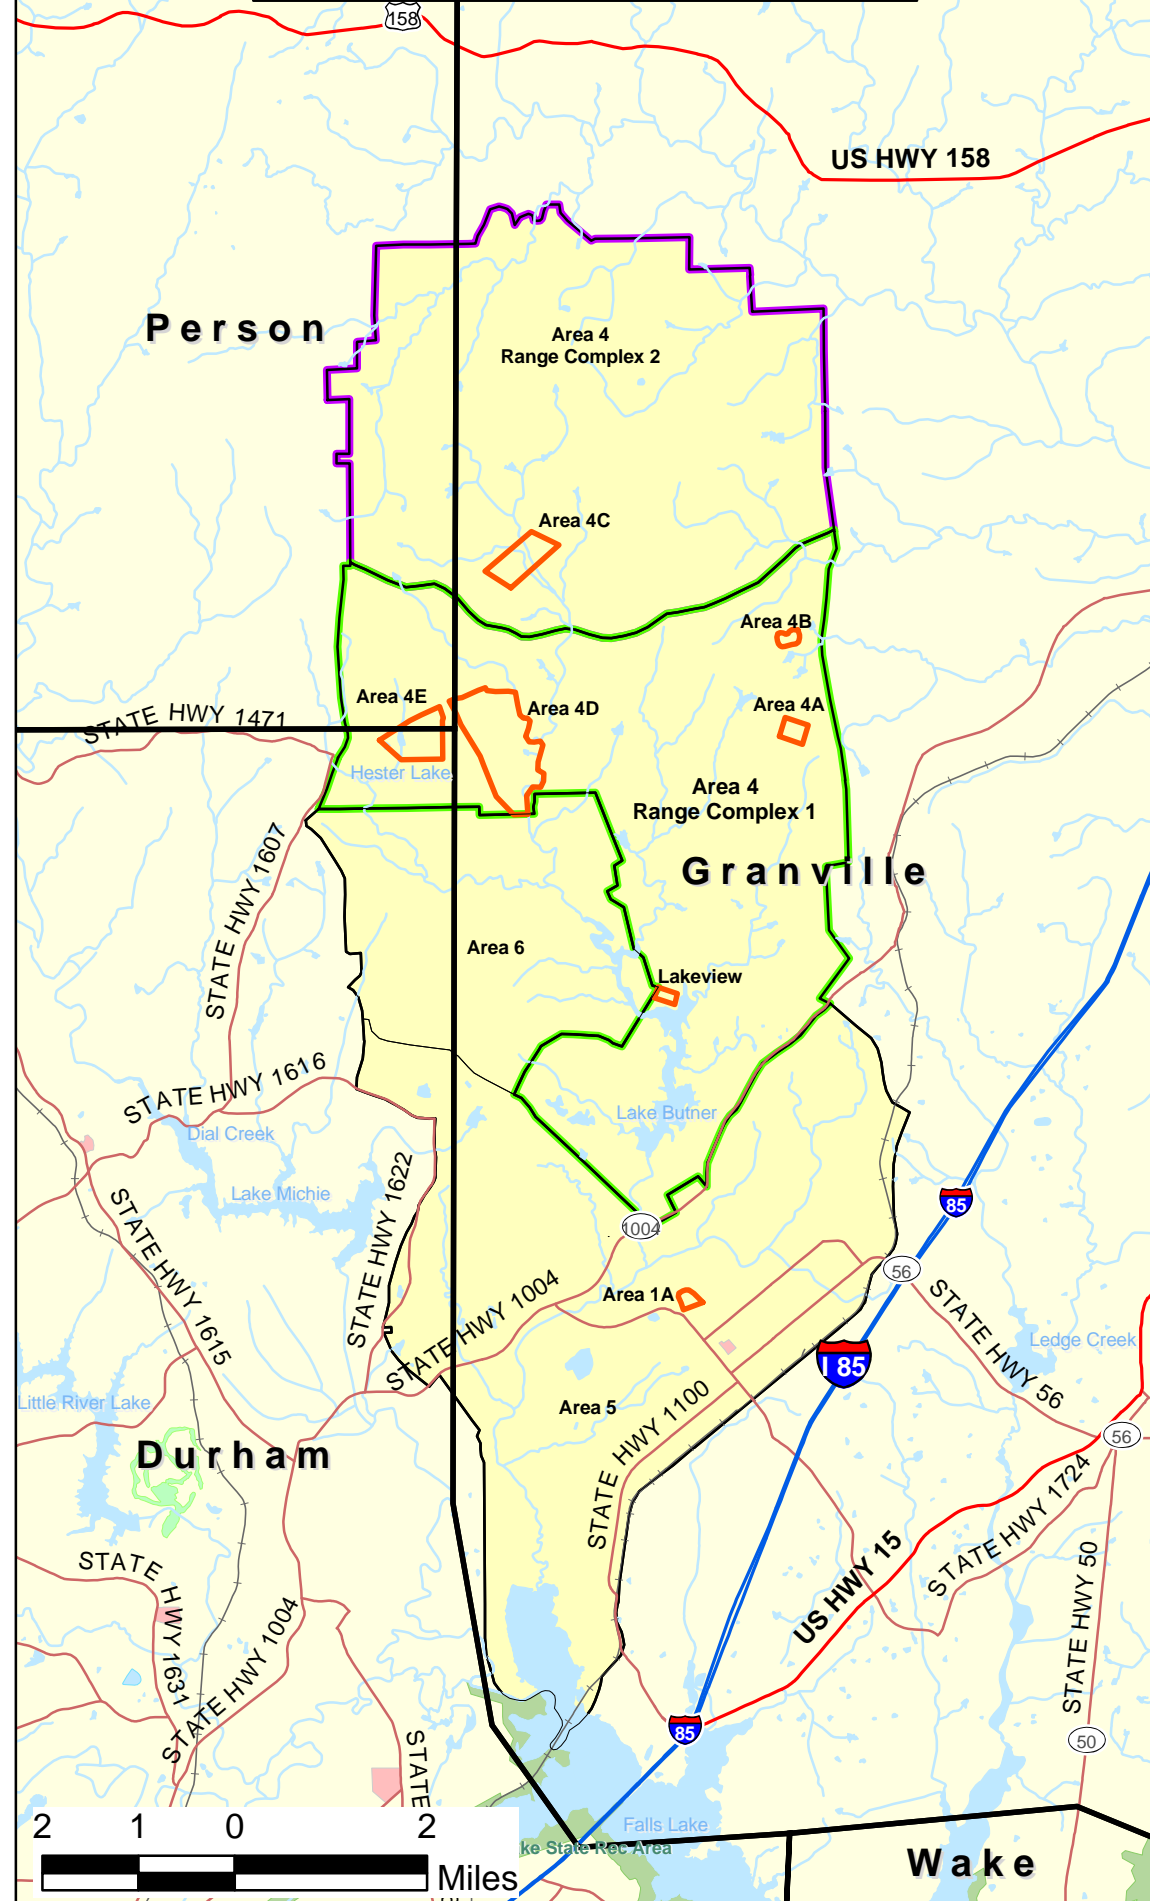 158
US HWY 158
Person
Area 4
Range Complex 2
Area 4C
Area 4B
Area 4E
Area 4D
Area 4A
STATE HWY 1471
Hester Lake
Area 4
Range Complex 1
Granville
STATE HWY 1607
Area 6
Lakeview
STATE HWY 1616
Dial Creek
Lake Butner
Lake Michie
STATE HWY 1622
85
1004
STATE HWY 1615
56
Area 1A
STATE HWY 1004
STATE HWY 56
Ledge Creek
I 85
Little River Lake
Area 5
STATE HWY 1100
56
Durham
STATE HWY 1724
US HWY 15
STATE HWY 50
STATE HWY 1631
STATE HWY 1004
85
50
STATE
Falls Lake
ke State Rec Area
Wake
2 1 0 2
Miles